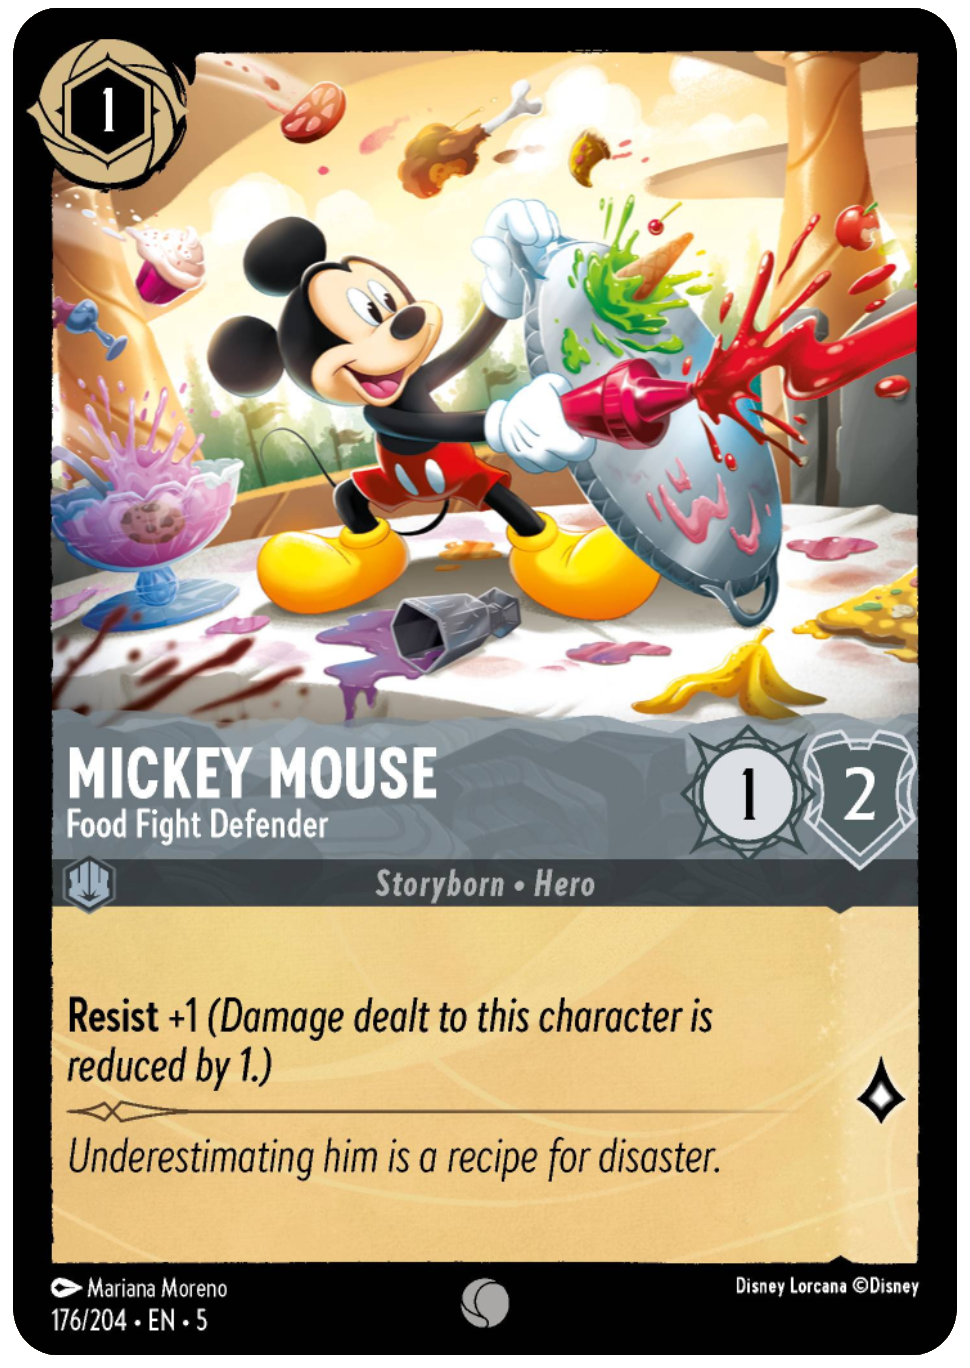 1
MICKEY MOUSE
Food Fight Defender
1
2
Storyborn • Hero
Resist +1 (Damage dealt to this character is
reduced by 1.)
Underestimating him is a recipe for disaster.
Mariana Moreno
Disney Lorcana ©Disney
176/204 • EN • 5